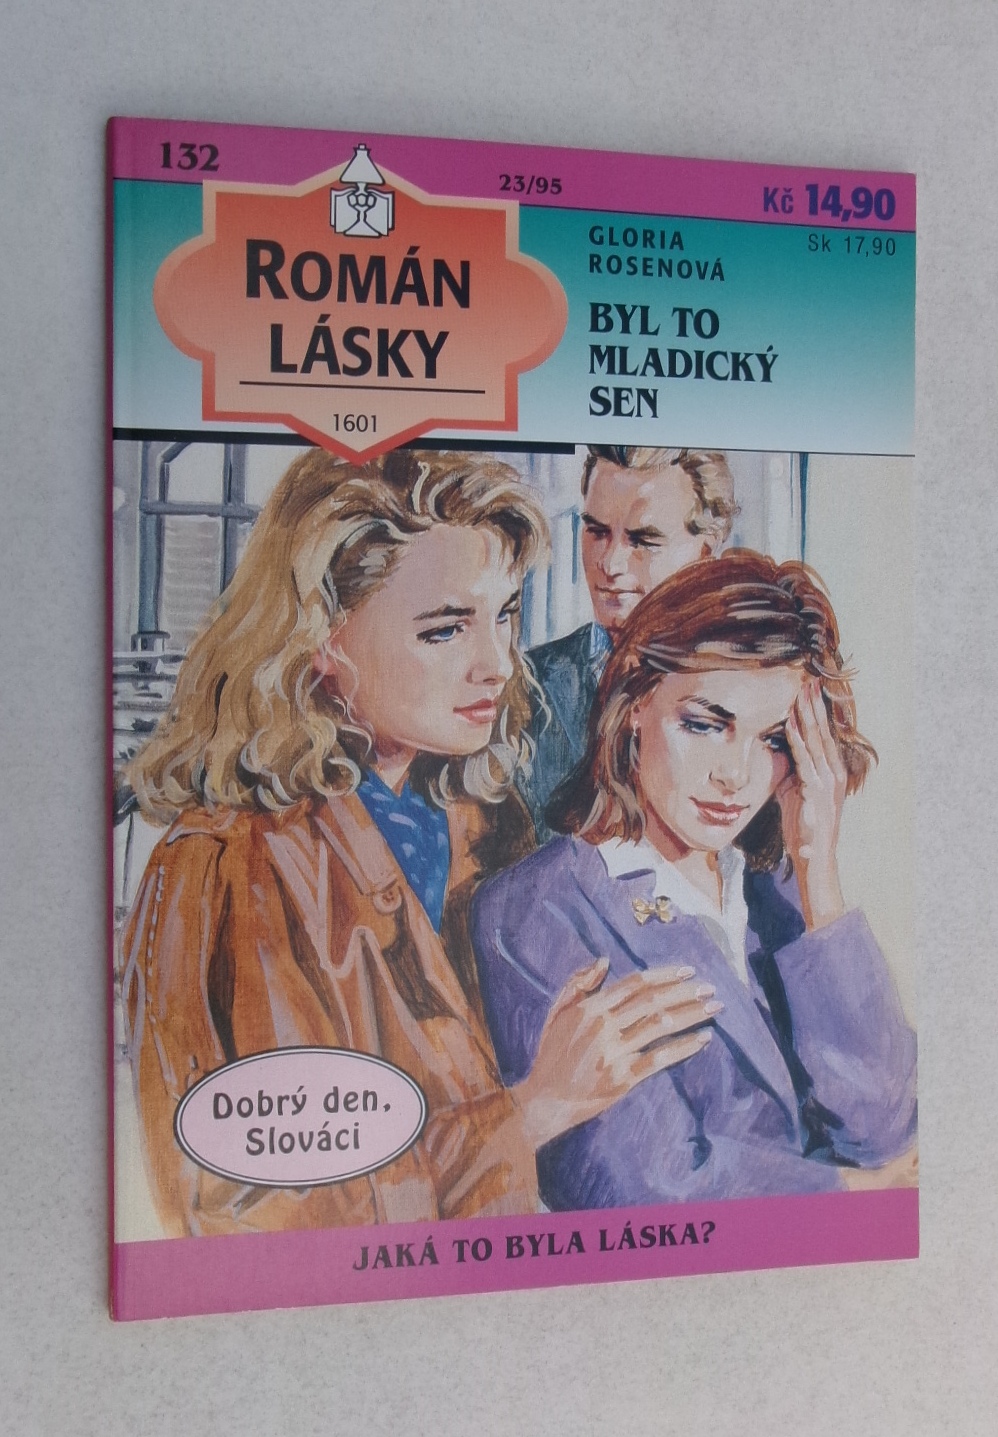 132
23/95
Kč 14,90
Sk 17,90
ROMÁN
LÁSKY
1601
GLORIA
ROSENOVÁ
BYL TO
MLADICKÝ
SEN
Dobrý den,
Slováci
JAKÁ TO BYLA LÁSKA?